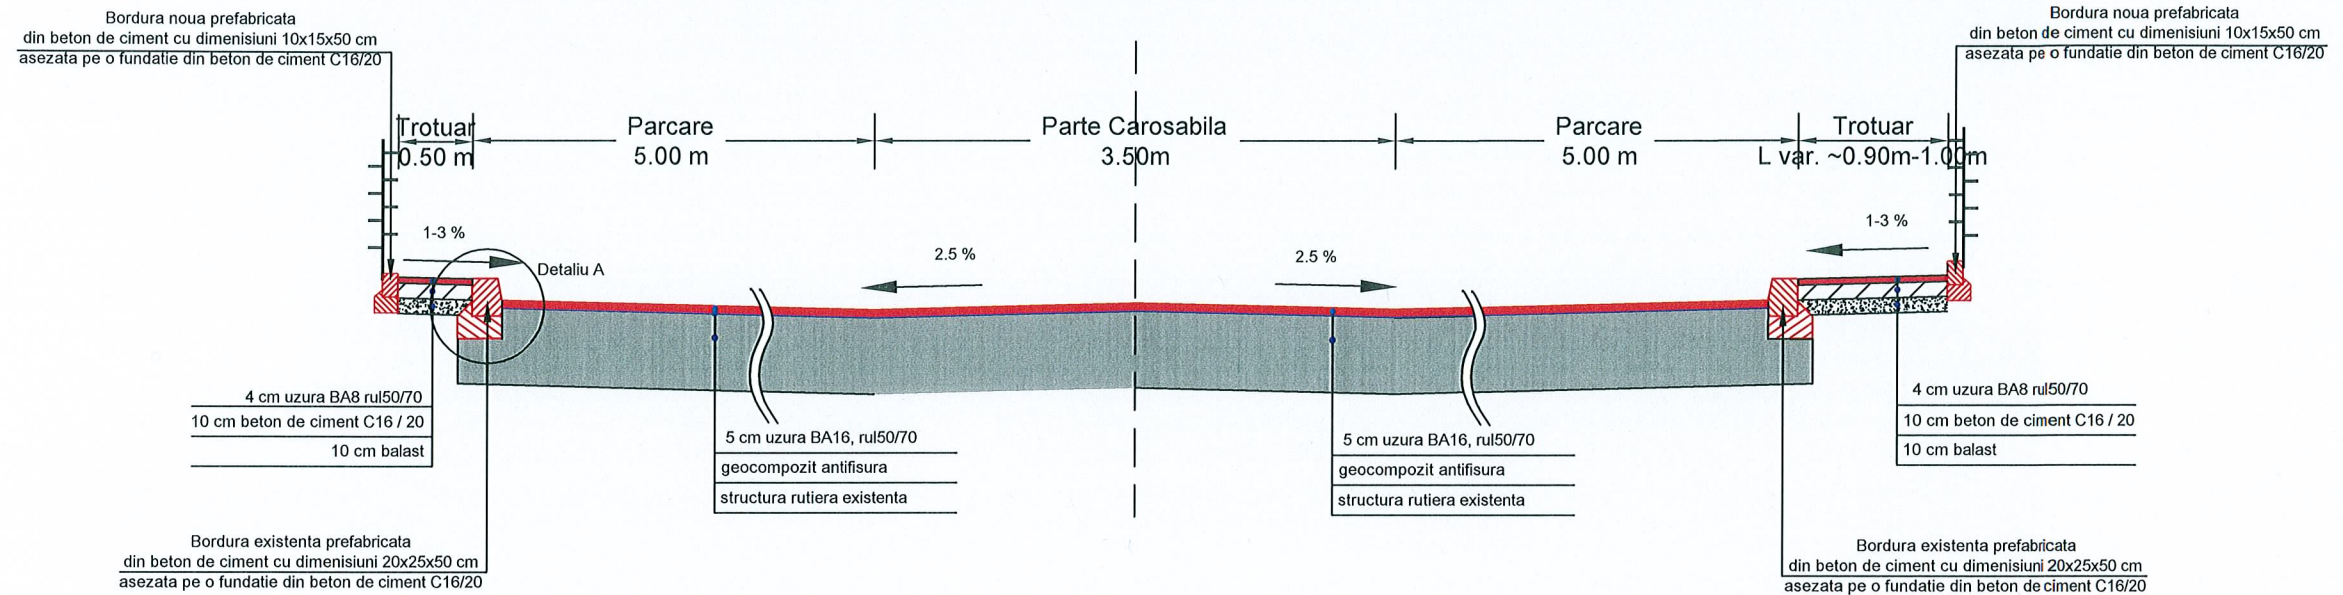 Bordura noua prefabricata
din beton de ciment cu dimenisiuni 10x15x50 cm
asezata pe o fundatie din beton de ciment C16/20
Bordura noua prefabricata
din beton de ciment cu dimenisiuni 10x15x50 cm
asezata pe o fundatie din beton de ciment C16/20
Trotuar
0.50 m
Parcare
5.00 m
Parte Carosabila
3.50m
Parcare
5.00 m
Trotuar
L var. ~0.90m-1.00m
1-3 %
Detaliu A
2.5 %
2.5 %
1-3 %
4 cm uzura BA8 rul50/70
10 cm beton de ciment C16 / 20
10 cm balast
5 cm uzura BA16, rul50/70
geocompozit antifisura
structura rutiera existenta
5 cm uzura BA16, rul50/70
geocompozit antifisura
structura rutiera existenta
4 cm uzura BA8 rul50/70
10 cm beton de ciment C16 / 20
10 cm balast
Bordura existenta prefabricata
din beton de ciment cu dimenisiuni 20x25x50 cm
asezata pe o fundatie din beton de ciment C16/20
Bordura existenta prefabricata
din beton de ciment cu dimenisiuni 20x25x50 cm
asezata pe o fundatie din beton de ciment C16/20